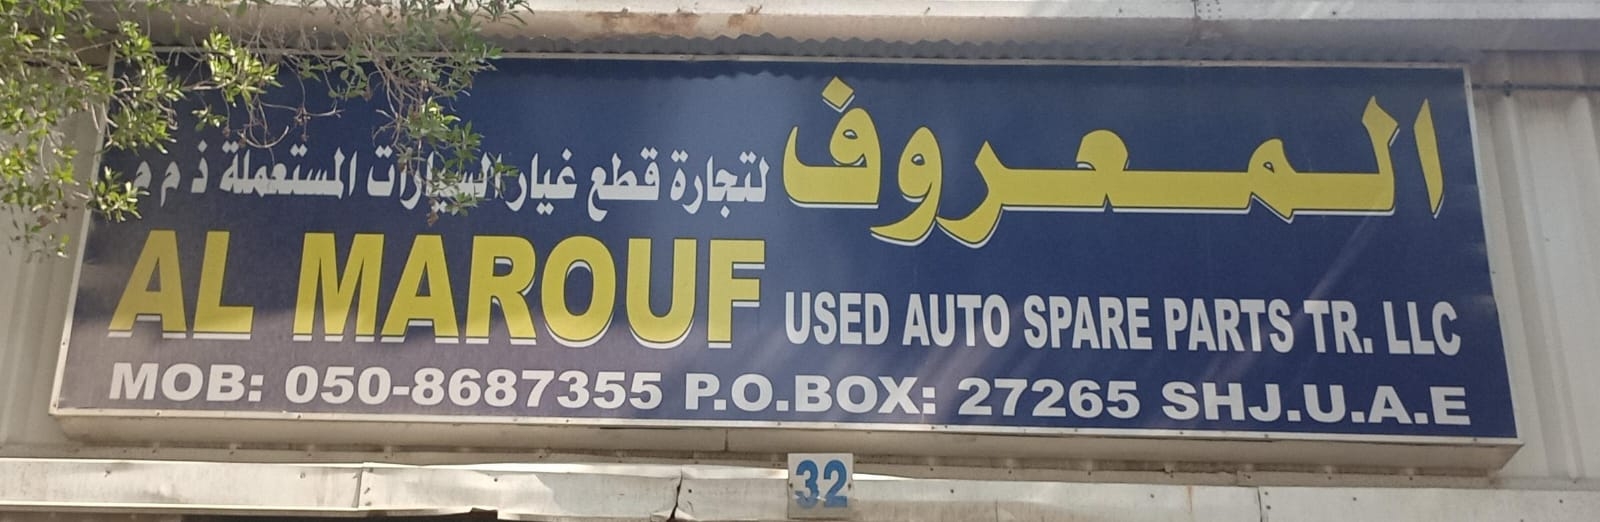 المعروف لتجارة قطع غيار السيارات المستعملة ذ م م
AL MAROUF USED AUTO SPARE PARTS TR. LLC
MOB: 050-8687355 P.O.BOX: 27265 SHJ.U.A.E
32